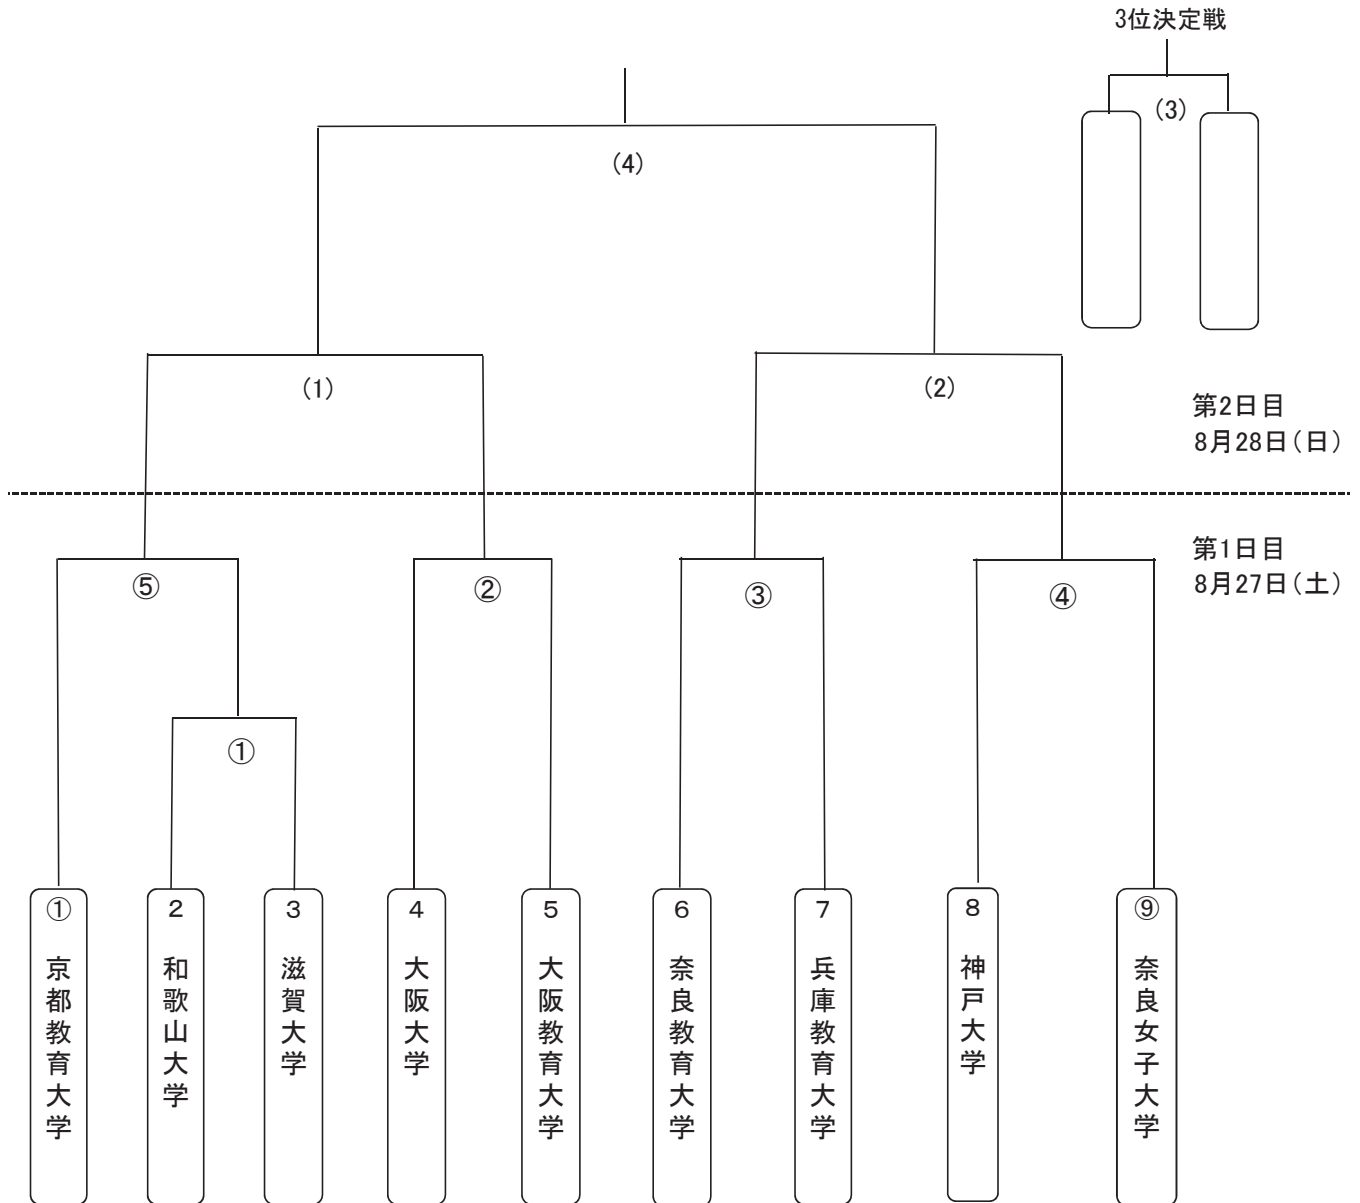 3位決定戦
(3)
(4)
(1)
(2)
第2日目
8月28日(日)
第1日目
8月27日(土)
⑤
②
③
④
①
①
京都教育大学
2
和歌山大学
3
滋賀大学
4
大阪大学
5
大阪教育大学
6
奈良教育大学
7
兵庫教育大学
8
神戸大学
⑨
奈良女子大学